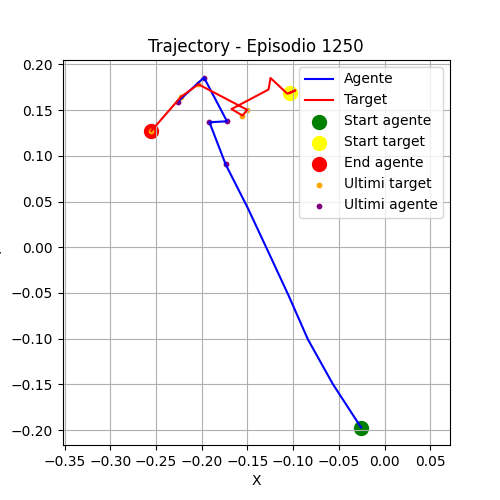 Trajectory - Episodio 1250
Agente
Target
Start agente
Start target
End agente
Ultimi target
Ultimi agente
0.20
0.15
0.10
0.05
0.00
−0.05
−0.10
−0.15
−0.20
−0.35 −0.30 −0.25 −0.20 −0.15 −0.10 −0.05 0.00 0.05
X